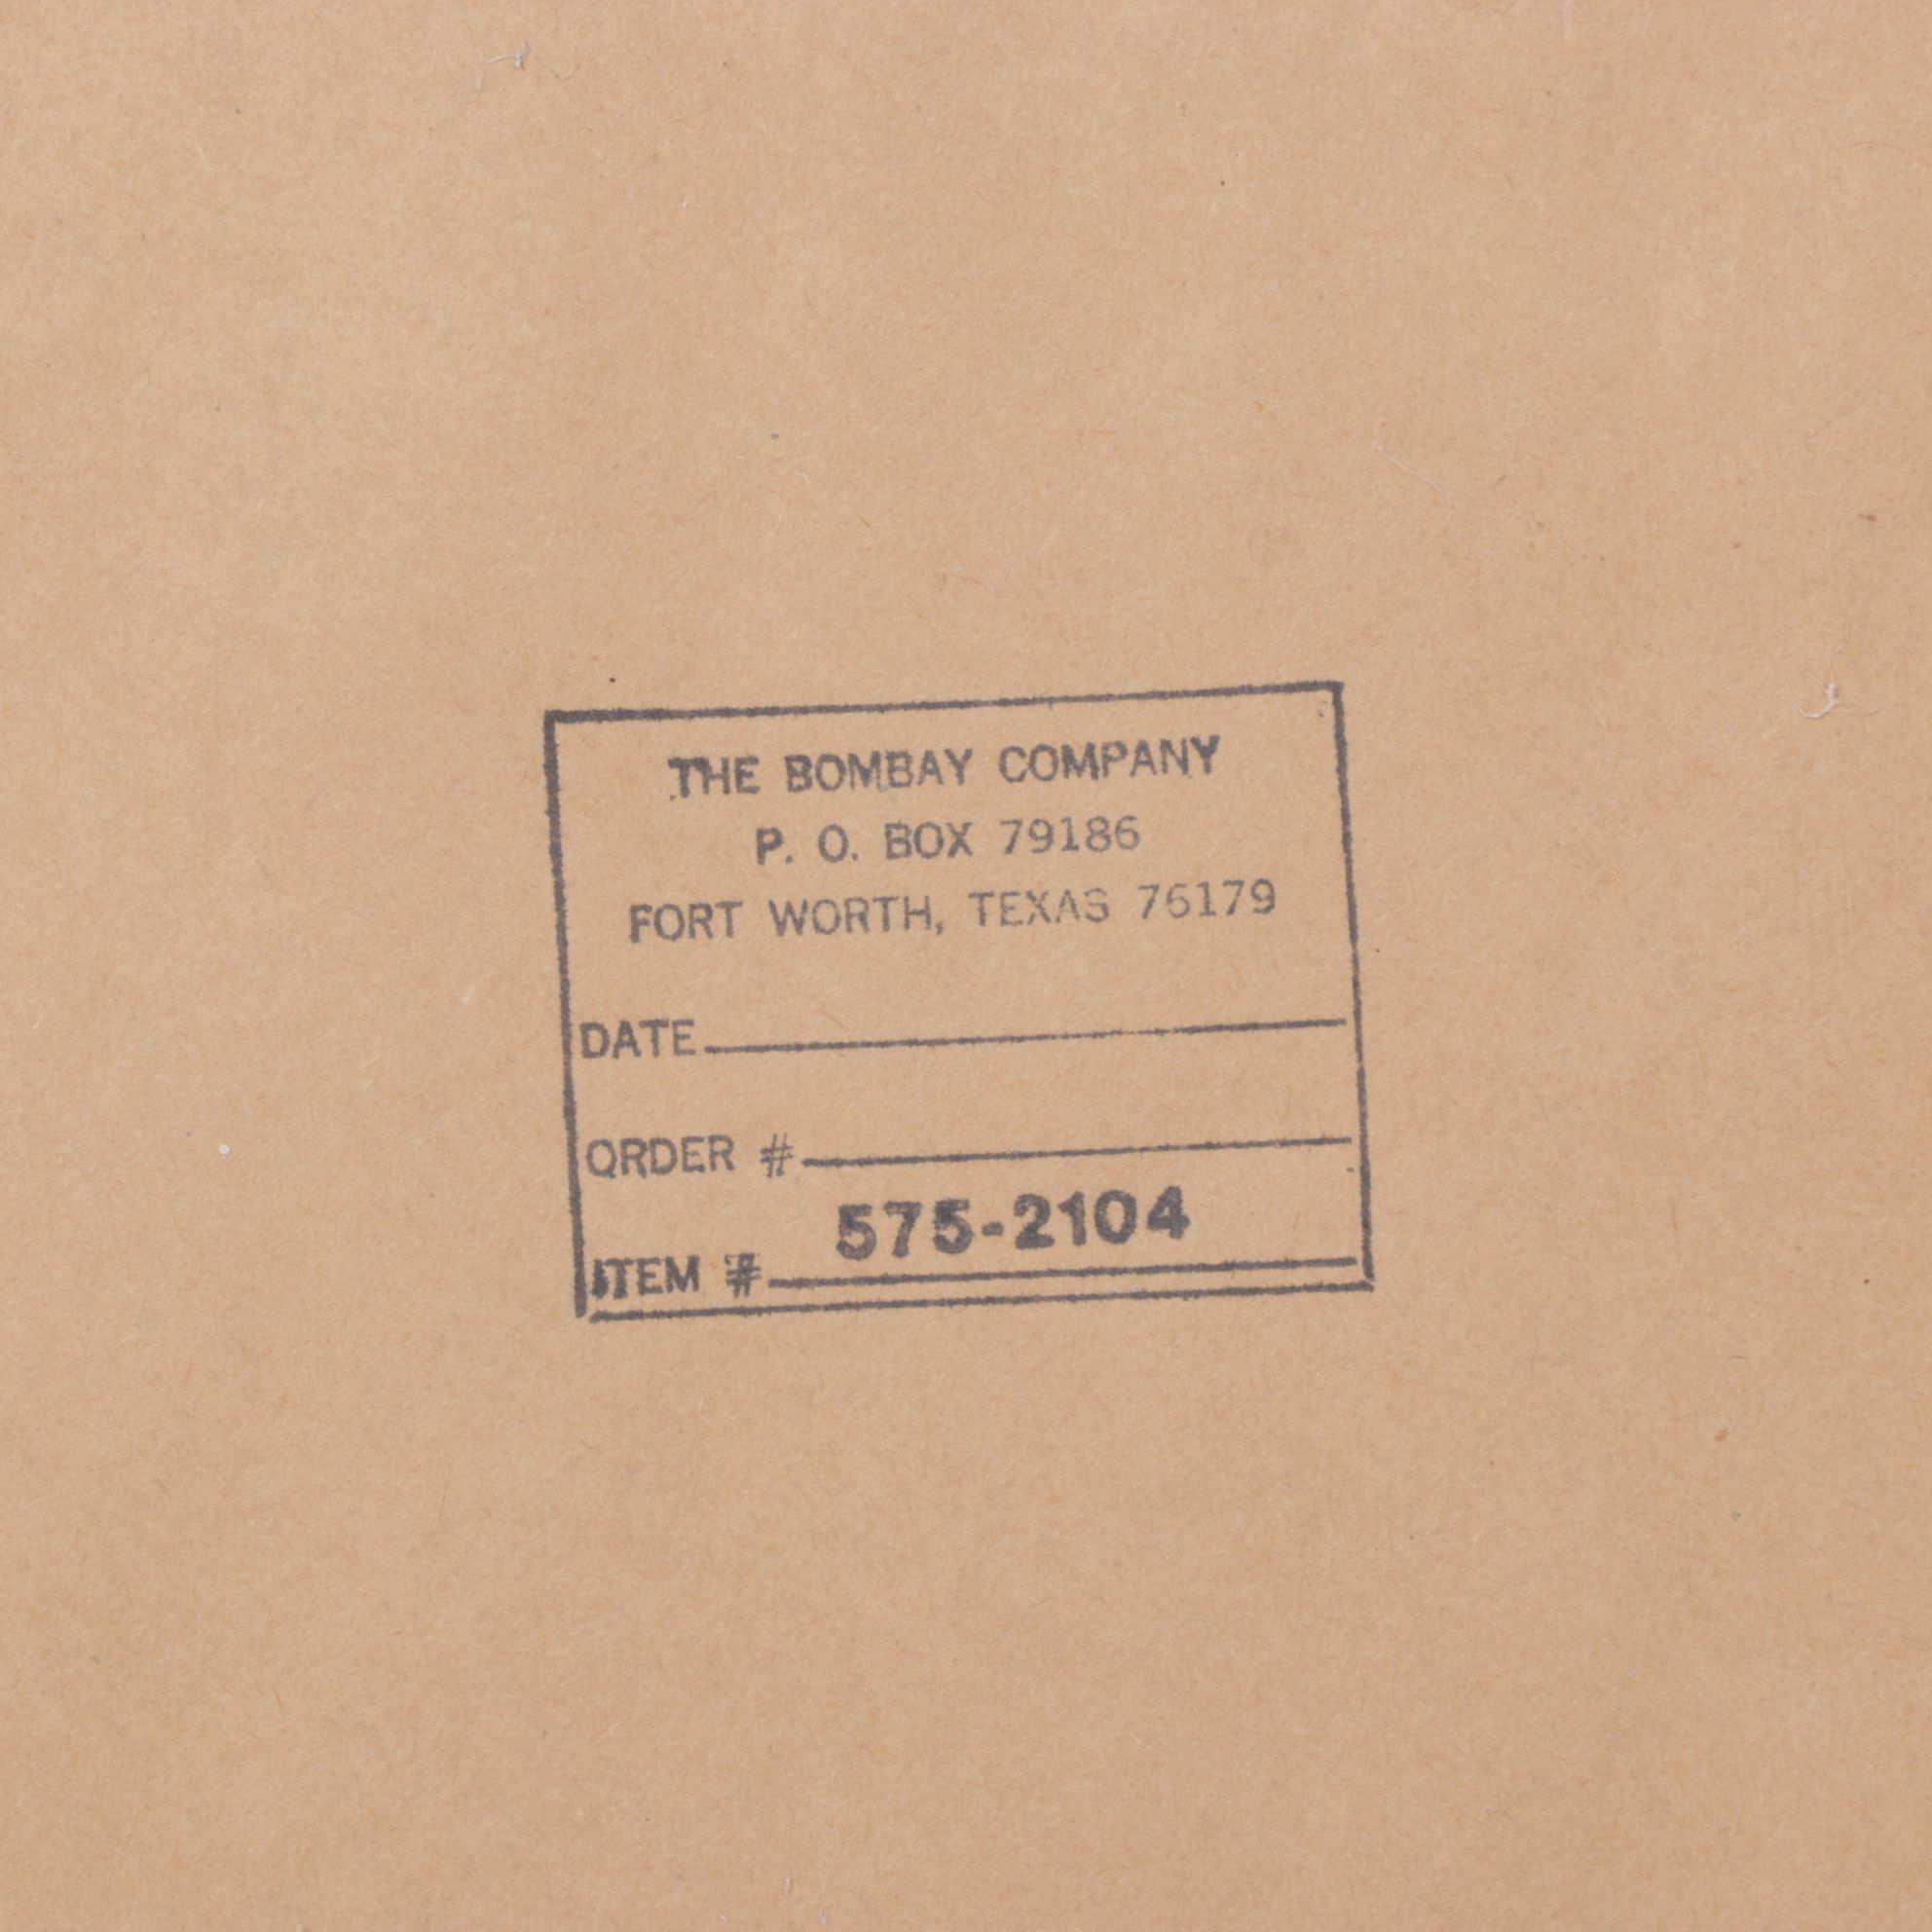 THE BOMBAY COMPANY
P. O. BOX 79186
FORT WORTH, TEXAS 76179
DATE
ORDER #
575-2104
ITEM #